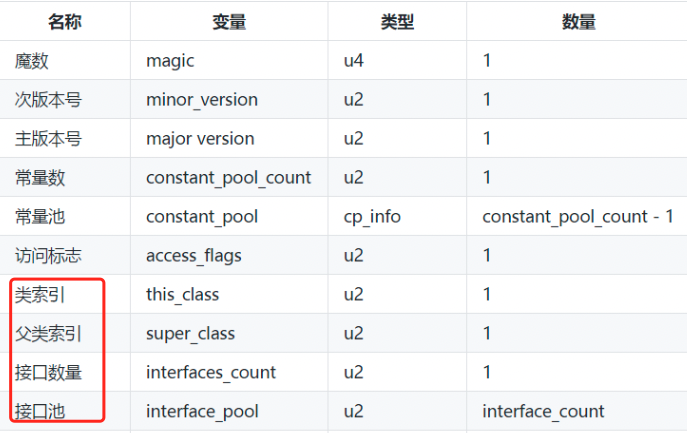 名称 变量 类型 数量
魔数 magic u4 1
次版本号 minor_version u2 1
主版本号 major version u2 1
常量数 constant_pool_count u2 1
常量池 constant_pool cp_info constant_pool_count - 1
访问标志 access_flags u2 1
类索引 this_class u2 1
父类索引 super_class u2 1
接口数量 interfaces_count u2 1
接口池 interface_pool u2 interface_count